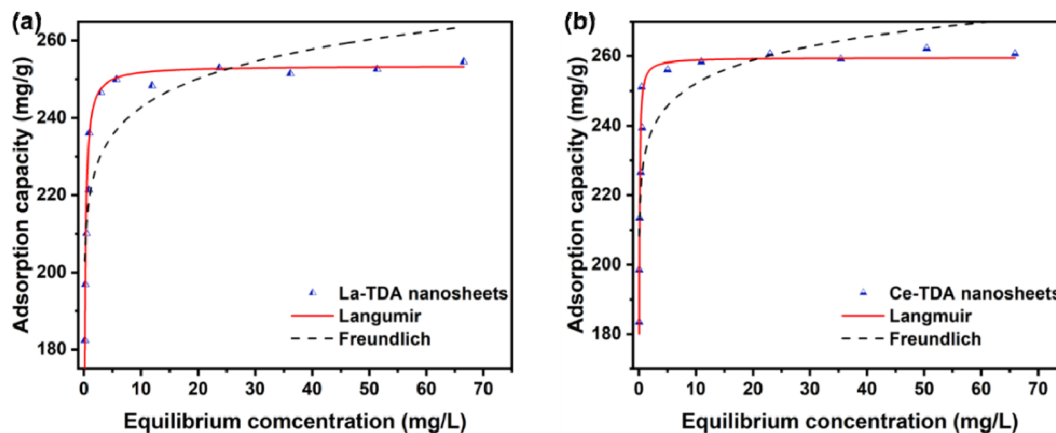 (a)
Adsorption capacity (mg/g)
260
240
220
200
180
La-TDA nanosheets
Langumir
Freundlich
0 10 20 30 40 50 60 70
Equilibrium comcentration (mg/L)
(b)
Adsorption capacity (mg/g)
260
240
220
200
180
Ce-TDA nanosheets
Langmuir
Freundlich
0 10 20 30 40 50 60 70
Equilibrium concentration (mg/L)